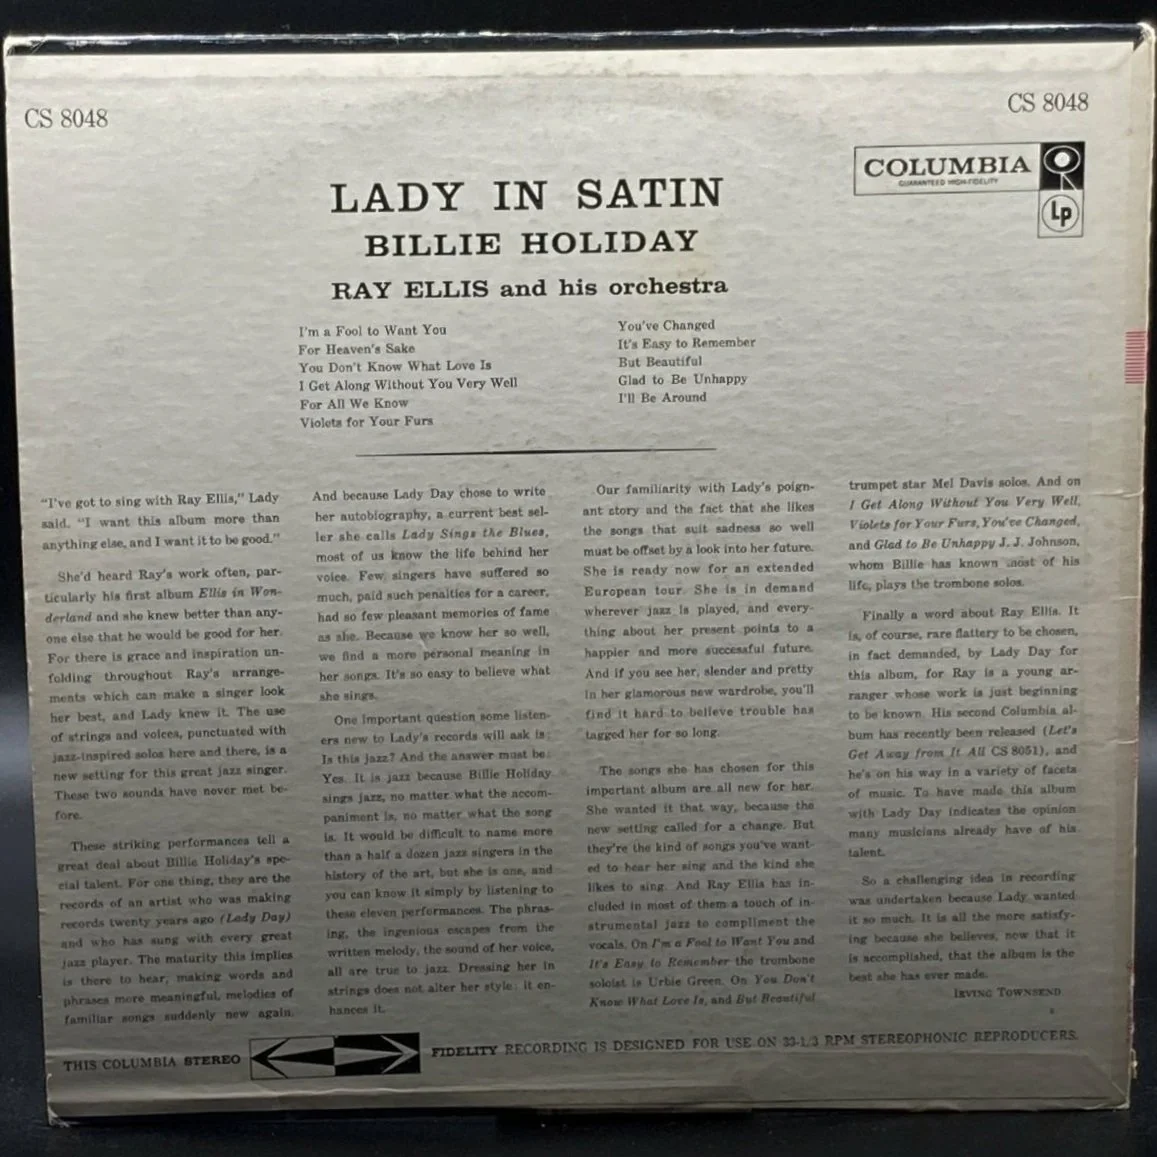 CS 8048
CS 8048
COLUMBIA
GUARANTEED HIGH-FIDELITY
Lp
LADY IN SATIN
BILLIE HOLIDAY
RAY ELLIS and his orchestra
I'm a Fool to Want You
For Heaven's Sake
You Don't Know What Love Is
I Get Along Without You Very Well
For All We Know
Violets for Your Furs
You've Changed
It's Easy to Remember
But Beautiful
Glad to Be Unhappy
I'll Be Around
"I've got to sing with Ray Ellis," Lady
said. "I want this album more than
anything else, and I want it to be good."
She'd heard Ray's work often, par-
ticularly his first album Ellis in Won-
derland and she knew better than any-
one else that he would be good for her.
For there is grace and inspiration un-
folding throughout Ray's arrange-
ments which can make a singer look
her best, and Lady knew it. The use
of strings and voices, punctuated with
jazz-inspired solos here and there, is a
new setting for this great jazz singer.
These two sounds have never met be-
fore.
These striking performances tell a
great deal about Billie Holiday's spe-
cial talent. For one thing, they are the
records of an artist who was making
records twenty years ago (Lady Day)
and who has sung with every great
jazz player. The maturity this implies
is there to hear, making words and
phrases more meaningful, melodies of
familiar songs suddenly new again.
And because Lady Day chose to write
her autobiography, a current best sel-
ler she calls Lady Sings the Blues,
most of us know the life behind her
voice. Few singers have suffered so
much, paid such penalties for a career,
had so few pleasant memories of fame
as she. Because we know her so well,
we find a more personal meaning in
her songs. It's so easy to believe what
she sings.
One important question some listen-
ers new to Lady's records will ask is:
Is this jazz? And the answer must be:
Yes. It is jazz because Billie Holiday
sings jazz, no matter what the accom-
paniment is, no matter what the song
is. It would be difficult to name more
than a half a dozen jazz singers in the
history of the art, but she is one, and
you can know it simply by listening to
these eleven performances. The phras-
ing, the ingenious escapes from the
written melody, the sound of her voice,
all are true to jazz. Dressing her in
strings does not alter her style: it en-
hances it.
Our familiarity with Lady's poign-
ant story and the fact that she likes
the songs that suit sadness so well
must be offset by a look into her future.
She is ready now for an extended
European tour. She is in demand
wherever jazz is played, and every-
thing about her present points to a
happier and more successful future.
And if you see her, slender and pretty
in her glamorous new wardrobe, you'll
find it hard to believe trouble has
tagged her for so long.
The songs she has chosen for this
important album are all new for her.
She wanted it that way, because the
new setting called for a change. But
they're the kind of songs you've want-
ed to hear her sing and the kind she
likes to sing. And Ray Ellis has in-
cluded in most of them a touch of in-
strumental jazz to compliment the
vocals. On I'm a Fool to Want You and
It's Easy to Remember the trombone
soloist is Urbie Green. On You Don't
Know What Love Is, and But Beautiful
trumpet star Mel Davis solos. And on
I Get Along Without You Very Well,
Violets for Your Furs, You've Changed,
and Glad to Be Unhappy J. J. Johnson,
whom Billie has known most of his
life, plays the trombone solos.
Finally a word about Ray Ellis. It
is, of course, rare flattery to be chosen,
in fact demanded, by Lady Day for
this album, for Ray is a young ar-
ranger whose work is just beginning
to be known. His second Columbia al-
bum has recently been released (Let's
Get Away from It All CS 8051), and
he's on his way in a variety of facets
of music. To have made this album
with Lady Day indicates the opinion
many musicians already have of his
talent.
So a challenging idea in recording
was undertaken because Lady wanted
it so much. It is all the more satisfy-
ing because she believes, now that it
is accomplished, that the album is the
best she has ever made.
IRVING TOWNSEND
THIS COLUMBIA STEREO FIDELITY RECORDING IS DESIGNED FOR USE ON 33-1/3 RPM STEREOPHONIC REPRODUCERS.